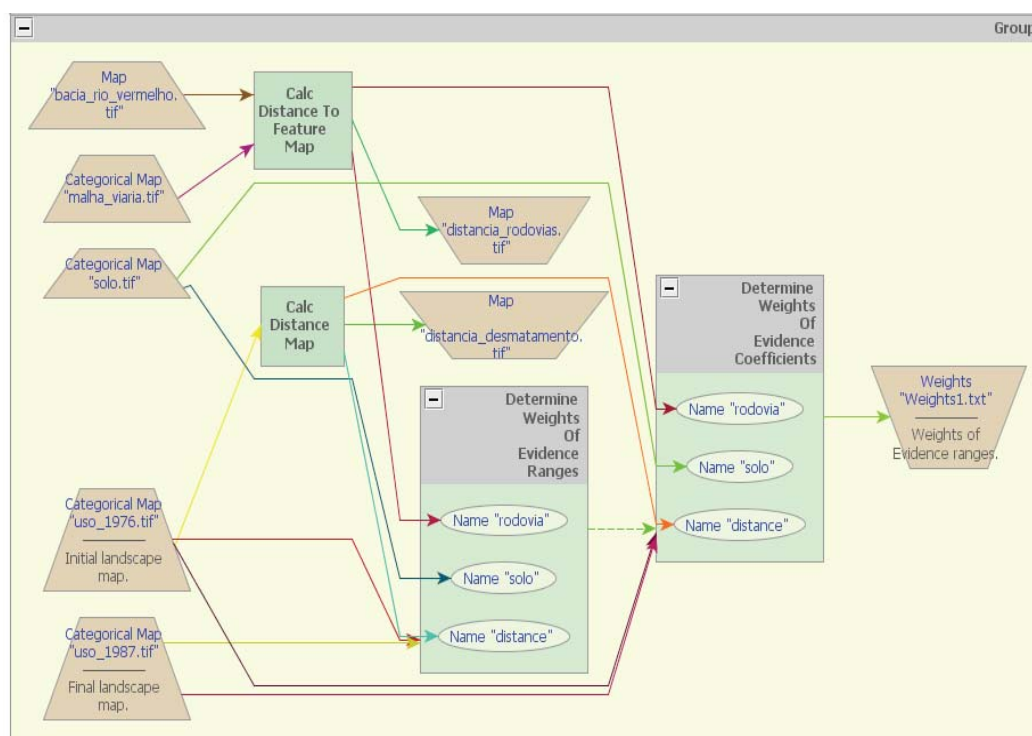 Group
Map
"bacia_rio_vermelho.
tif"
Calc
Distance To
Feature
Map
Categorical Map
"malha_viaria.tif"
Map
"distancia_rodovias.
tif"
Categorical Map
"solo.tif"
Calc
Distance
Map
Map
"distancia_desmatamento.
tif"
Determine
Weights
Of
Evidence
Coefficients
Name "rodovia"
Name "solo"
Name "distance"
Weights
"Weights1.txt"
Weights of
Evidence ranges.
Determine
Weights
Of
Evidence
Ranges
Name "rodovia"
Name "solo"
Name "distance"
Categorical Map
"uso_1976.tif"
Initial landscape
map.
Categorical Map
"uso_1987.tif"
Final landscape
map.